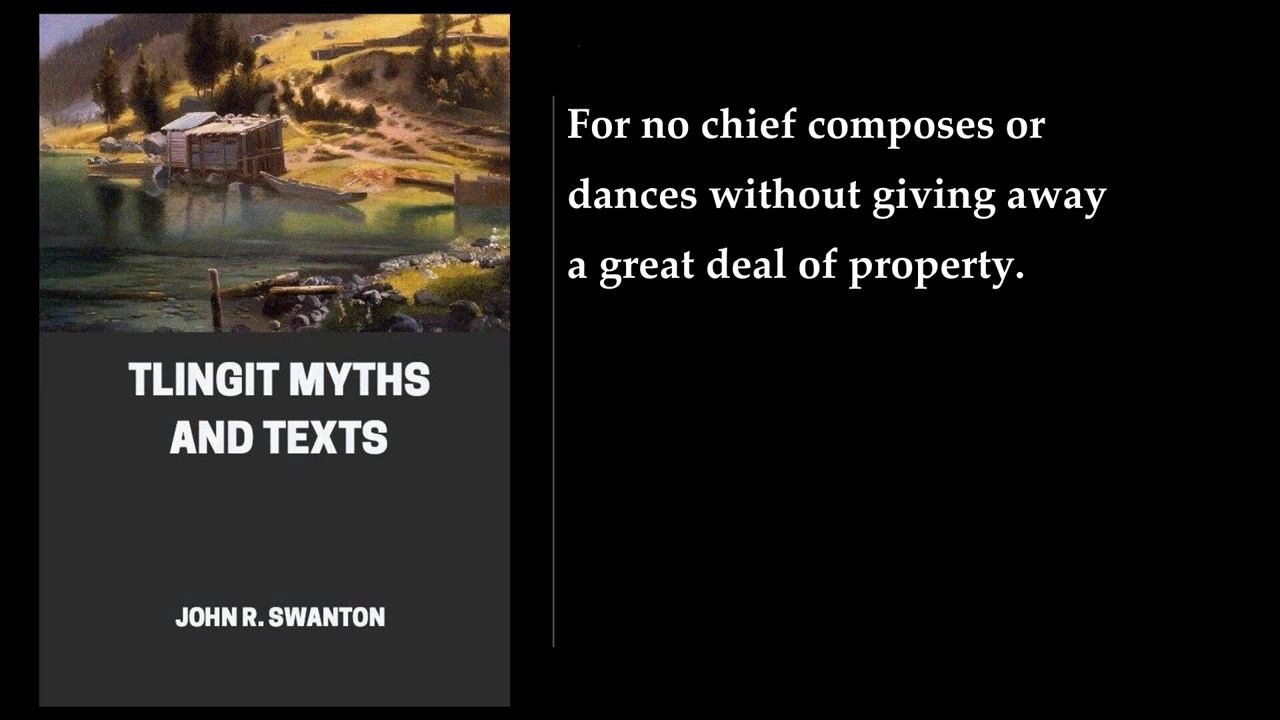 TLINGIT MYTHS
AND TEXTS
JOHN R. SWANTON
For no chief composes or
dances without giving away
a great deal of property.